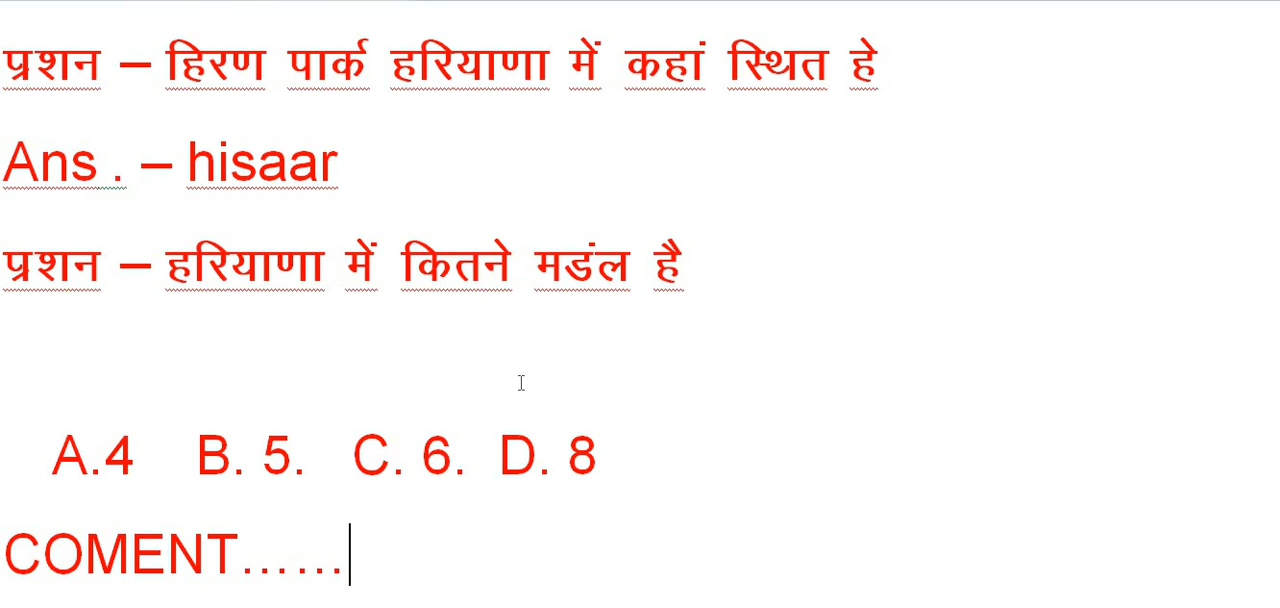 प्रशन – हिरण पार्क हरियाणा में कहां स्थित हे
Ans . – hisaar
प्रशन – हरियाणा में कितने मडंल है
A.4 B. 5. C. 6. D. 8
COMENT......